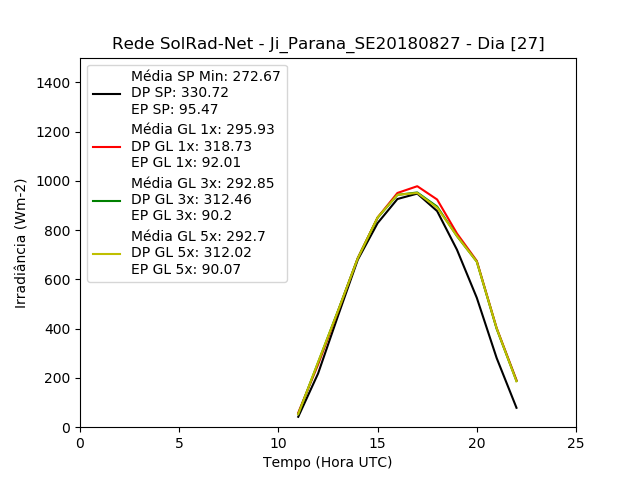 Rede SolRad-Net - Ji_Parana_SE20180827 - Dia [27]
Média SP Min: 272.67
DP SP: 330.72
EP SP: 95.47
Média GL 1x: 295.93
DP GL 1x: 318.73
EP GL 1x: 92.01
Média GL 3x: 292.85
DP GL 3x: 312.46
EP GL 3x: 90.2
Média GL 5x: 292.7
DP GL 5x: 312.02
EP GL 5x: 90.07
Irradiância (Wm-2)
1400
1200
1000
800
600
400
200
0
0 5 10 15 20 25
Tempo (Hora UTC)